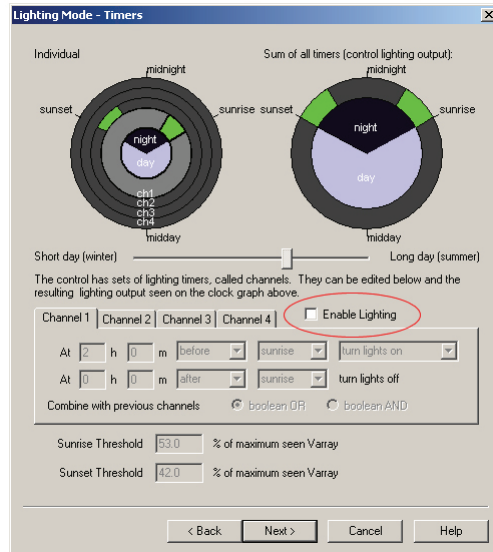 Lighting Mode - Timers
Individual
Sum of all timers (control lighting output):
midnight
sunset
sunrise
night
day
ch1
ch2
ch3
ch4
midday
midnight
sunset
sunrise
night
day
midday
Short day (winter)
Long day (summer)
The control has sets of lighting timers, called channels. They can be edited below and the
resulting lighting output seen on the clock graph above.
Channel 1 Channel 2 Channel 3 Channel 4
Enable Lighting
At 2 h 0 m before sunrise turn lights on
At 0 h 0 m after sunrise turn lights off
Combine with previous channels boolean OR boolean AND
Sunrise Threshold 53.0 % of maximum seen Varray
Sunset Threshold 42.0 % of maximum seen Varray
< Back Next > Cancel Help